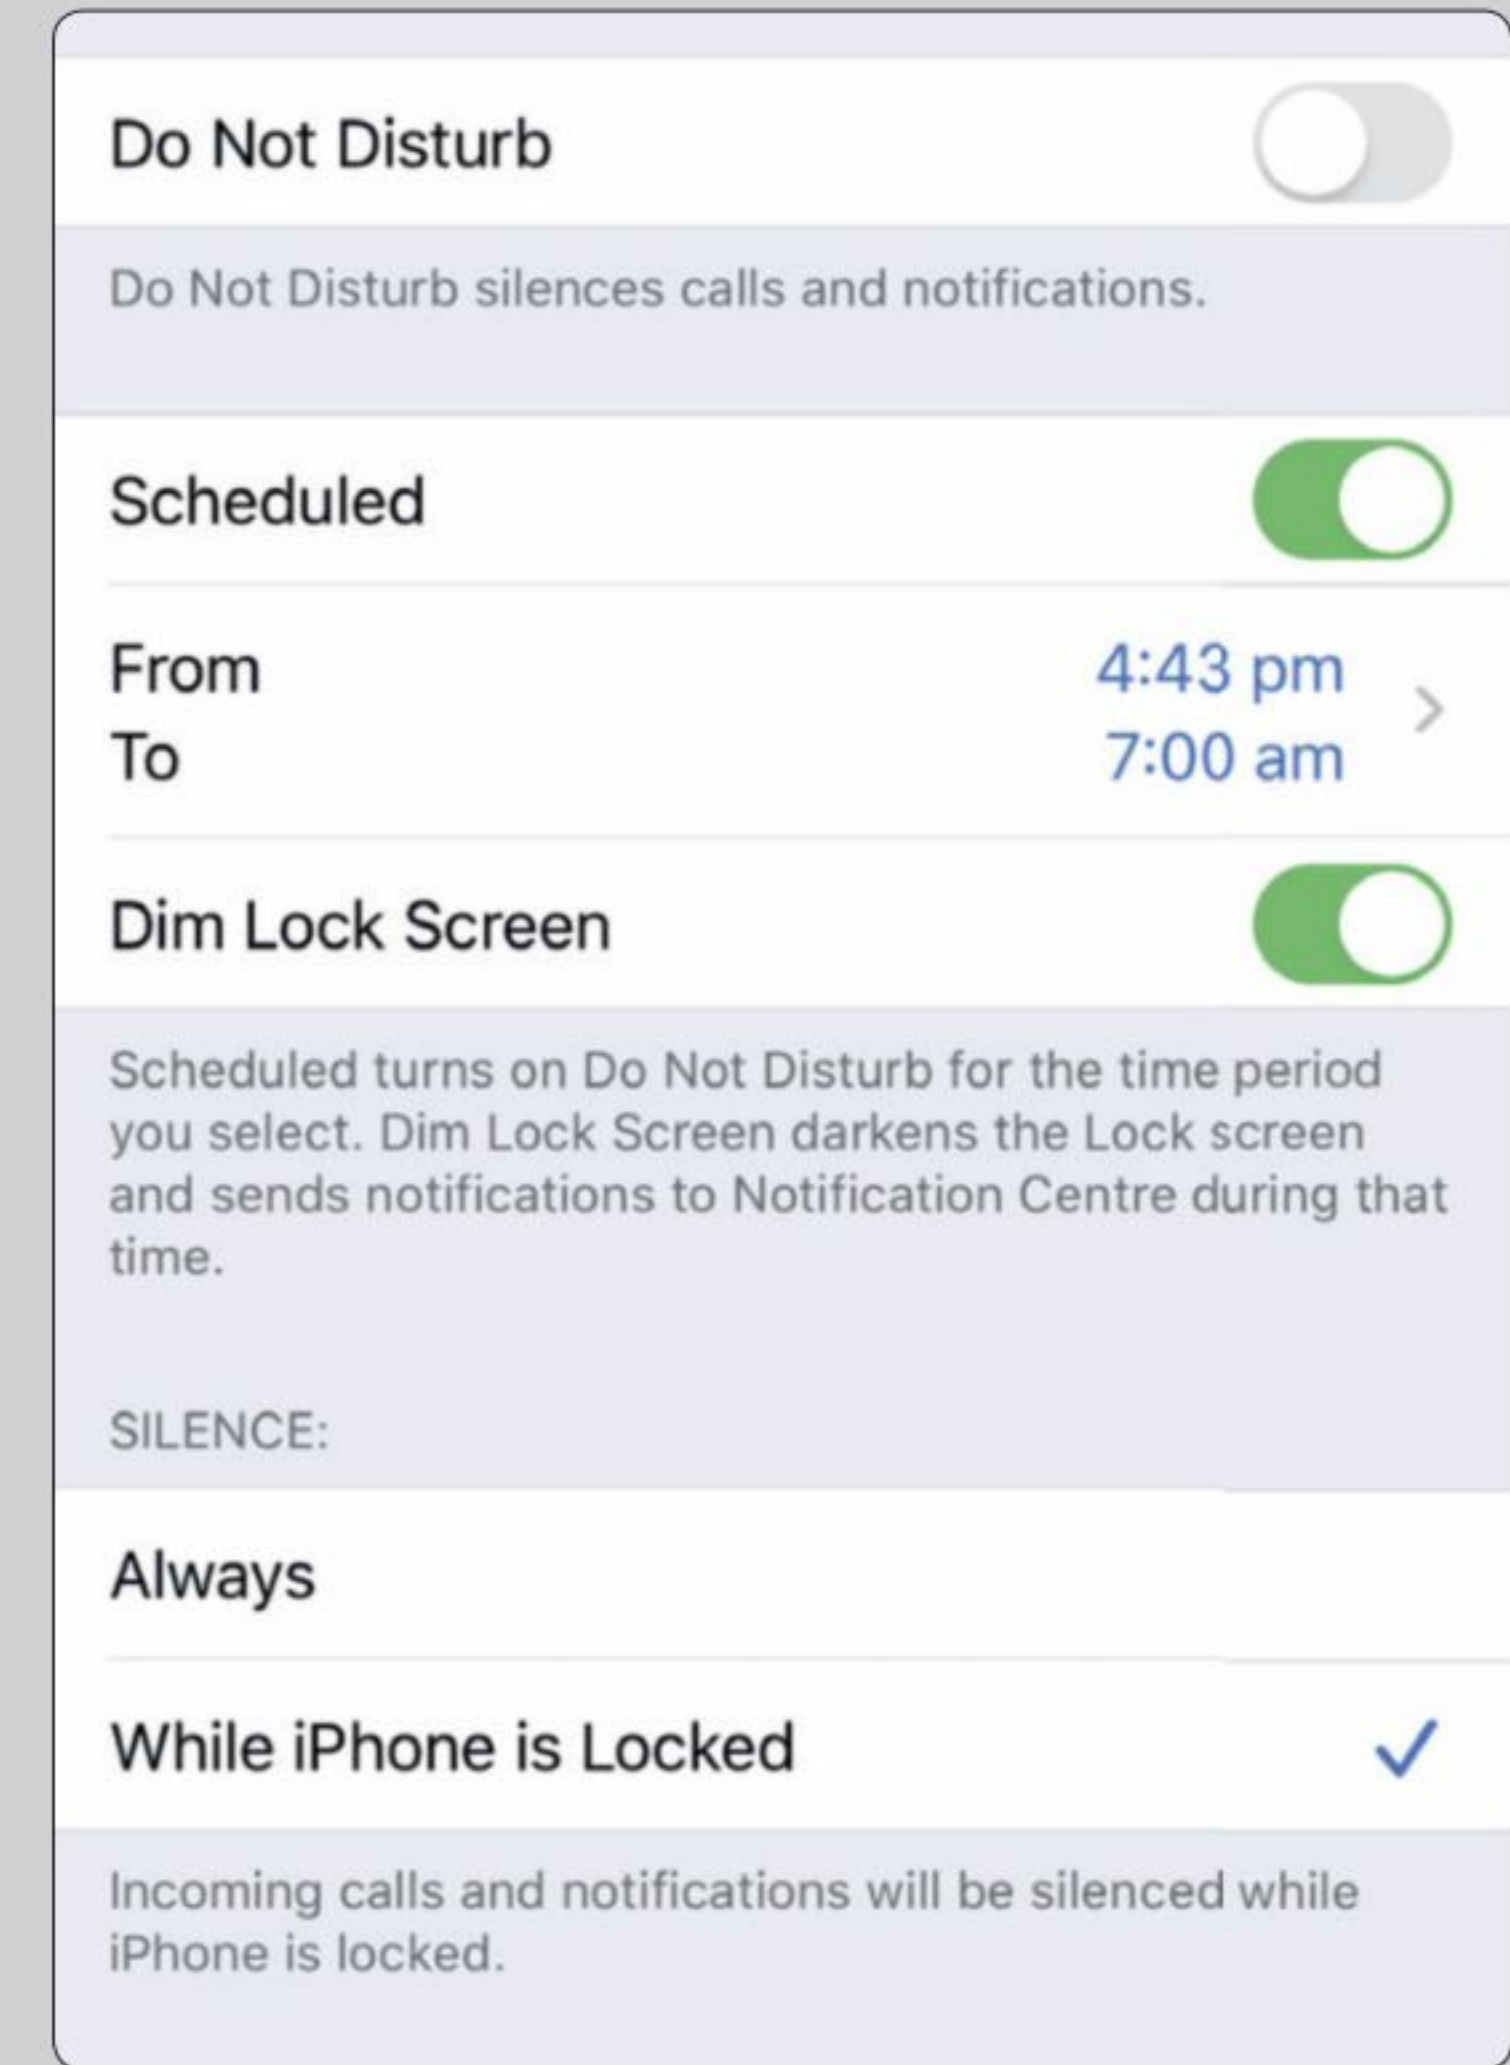 Do Not Disturb
Do Not Disturb silences calls and notifications.
Scheduled
From 4:43 pm
To 7:00 am
Dim Lock Screen
Scheduled turns on Do Not Disturb for the time period
you select. Dim Lock Screen darkens the Lock screen
and sends notifications to Notification Centre during that
time.
SILENCE:
Always
While iPhone is Locked
Incoming calls and notifications will be silenced while
iPhone is locked.